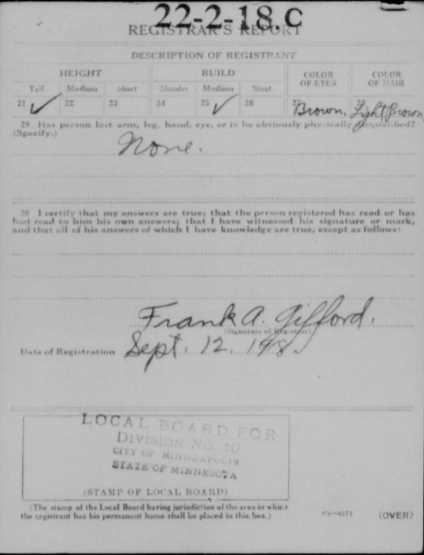 22-2-18.C
REGISTRAR'S REPORT
DESCRIPTION OF REGISTRANT
HEIGHT BUILD COLOR OF EYES COLOR OF HAIR
Tall Medium Short Slender Medium Stout
21 ✓ 22 23 24 25 ✓ 26 27 Brown. Light Brown
29 Has person lost arm, leg, hand, eye, or is he obviously physically disqualified?
(Specify.)
None.
30 I certify that my answers are true; that the person registered has read or has
had read to him his own answers; that I have witnessed his signature or mark,
and that all of his answers of which I have knowledge are true, except as follows:
Frank A. Gifford.
(Signature of Registrar)
Date of Registration Sept. 12. 1918.
LOCAL BOARD FOR
DIVISION NO. 10
CITY OF MINNEAPOLIS
STATE OF MINNESOTA
(STAMP OF LOCAL BOARD)
(The stamp of the Local Board having jurisdiction of the area in which
the registrant has his permanent home shall be placed in this box.)
03—6171 (OVER)